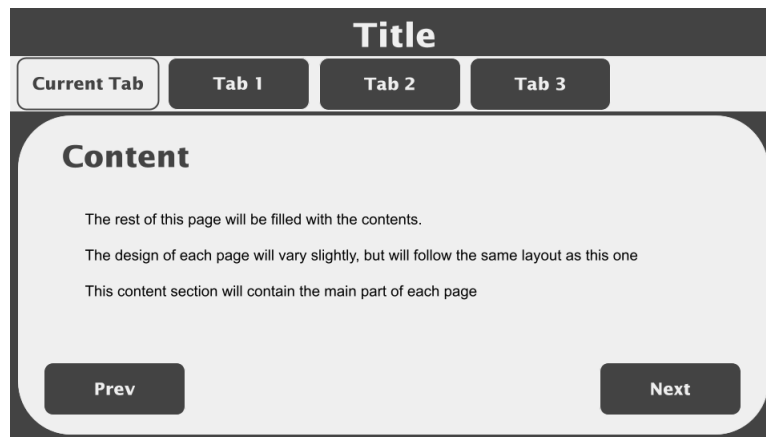 Title
Current Tab
Tab 1
Tab 2
Tab 3
Content
The rest of this page will be filled with the contents.
The design of each page will vary slightly, but will follow the same layout as this one
This content section will contain the main part of each page
Prev
Next